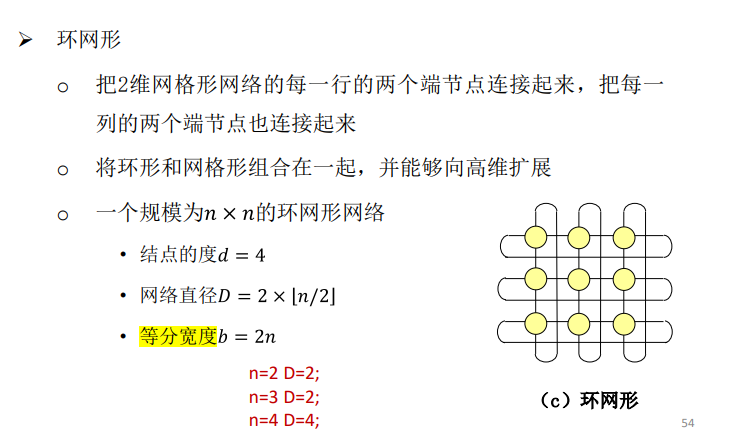 ➢ 环网形
○ 把2维网格形网络的每一行的两个端节点连接起来，把每一
列的两个端节点也连接起来
○ 将环形和网格形组合在一起，并能够向高维扩展
○ 一个规模为n × n的环网形网络
• 结点的度d = 4
• 网络直径D = 2 × ⌊n/2⌋
• 等分宽度b = 2n
n=2 D=2;
n=3 D=2;
n=4 D=4;
（c）环网形
54